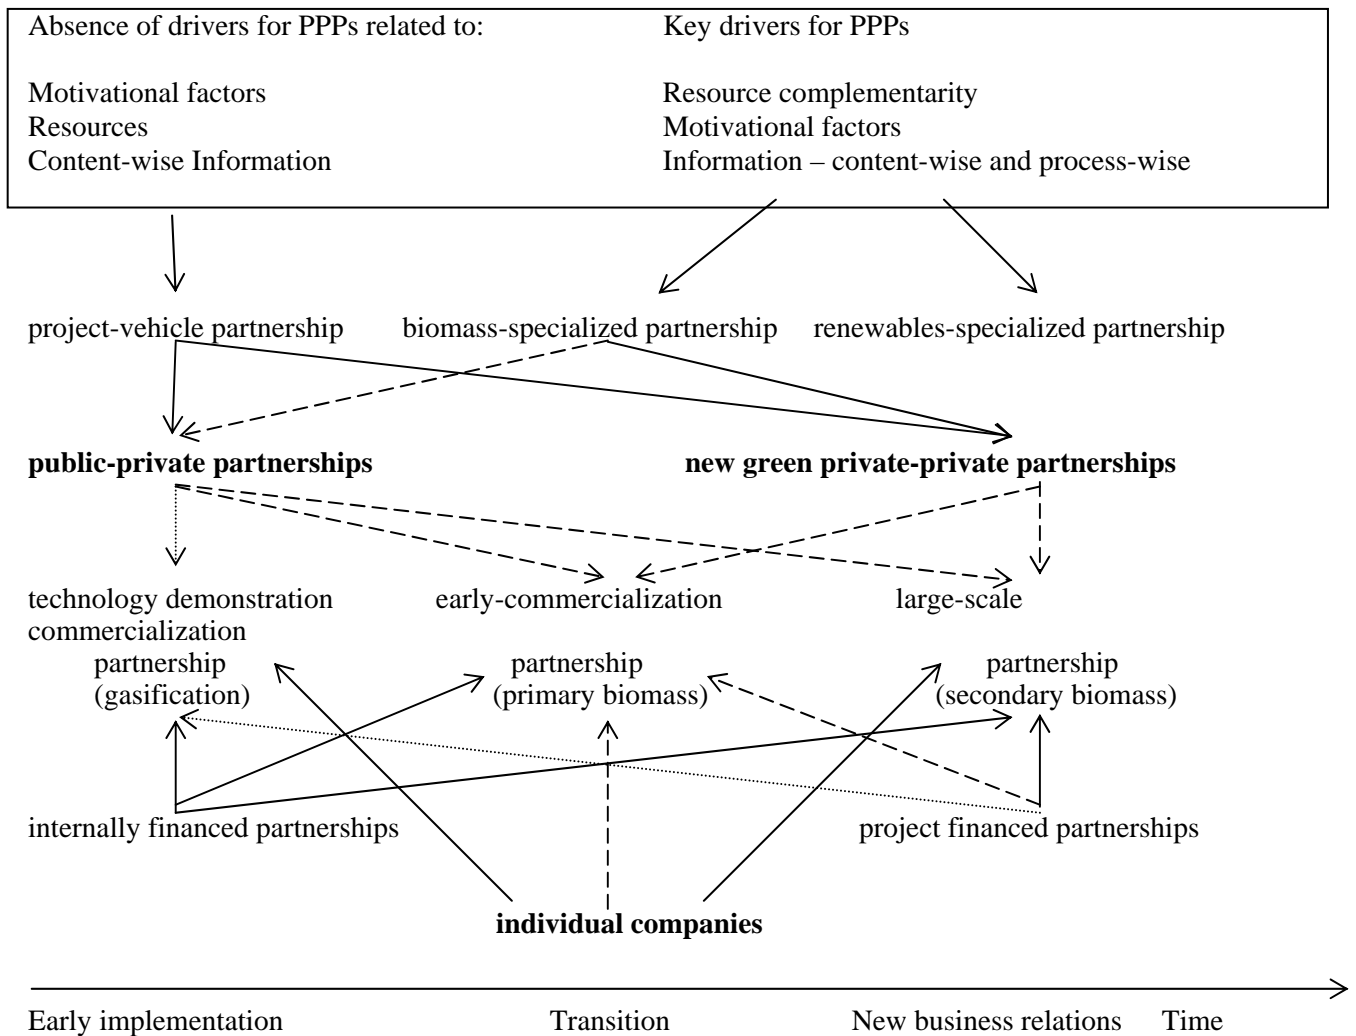 Absence of drivers for PPPs related to: Key drivers for PPPs
Motivational factors Resource complementarity
Resources Motivational factors
Content-wise Information Information – content-wise and process-wise
project-vehicle partnership biomass-specialized partnership renewables-specialized partnership
public-private partnerships new green private-private partnerships
technology demonstration early-commercialization large-scale
commercialization
partnership partnership partnership
(gasification) (primary biomass) (secondary biomass)
internally financed partnerships project financed partnerships
individual companies
Early implementation Transition New business relations Time